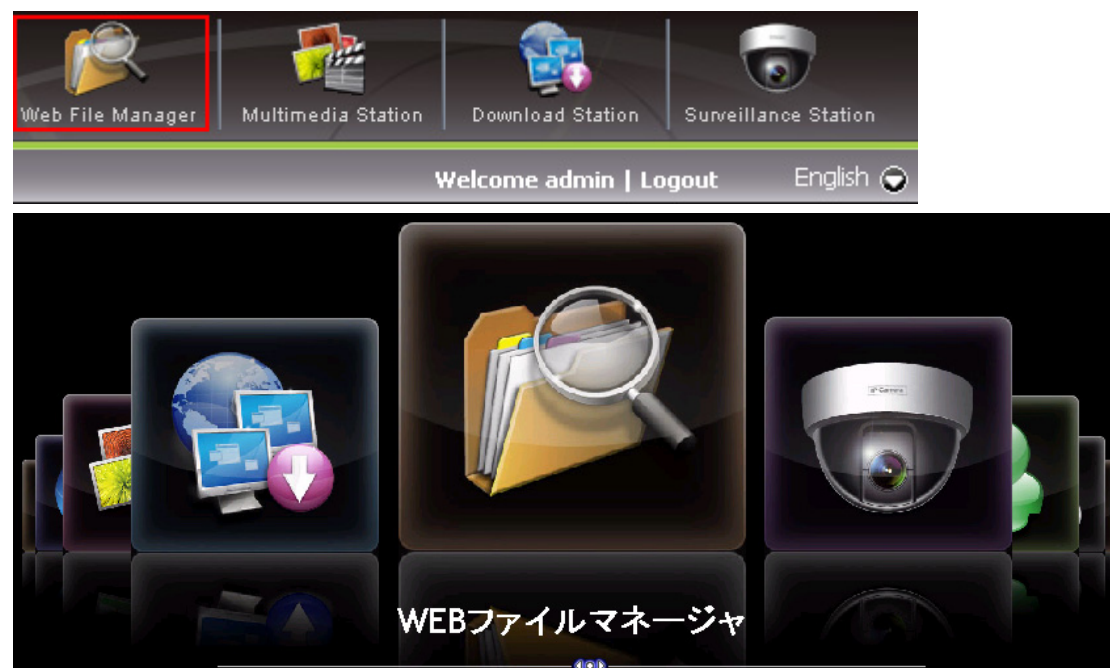 Web File Manager
Multimedia Station
Download Station
Surveillance Station
Welcome admin | Logout
English
WEBファイルマネージャ